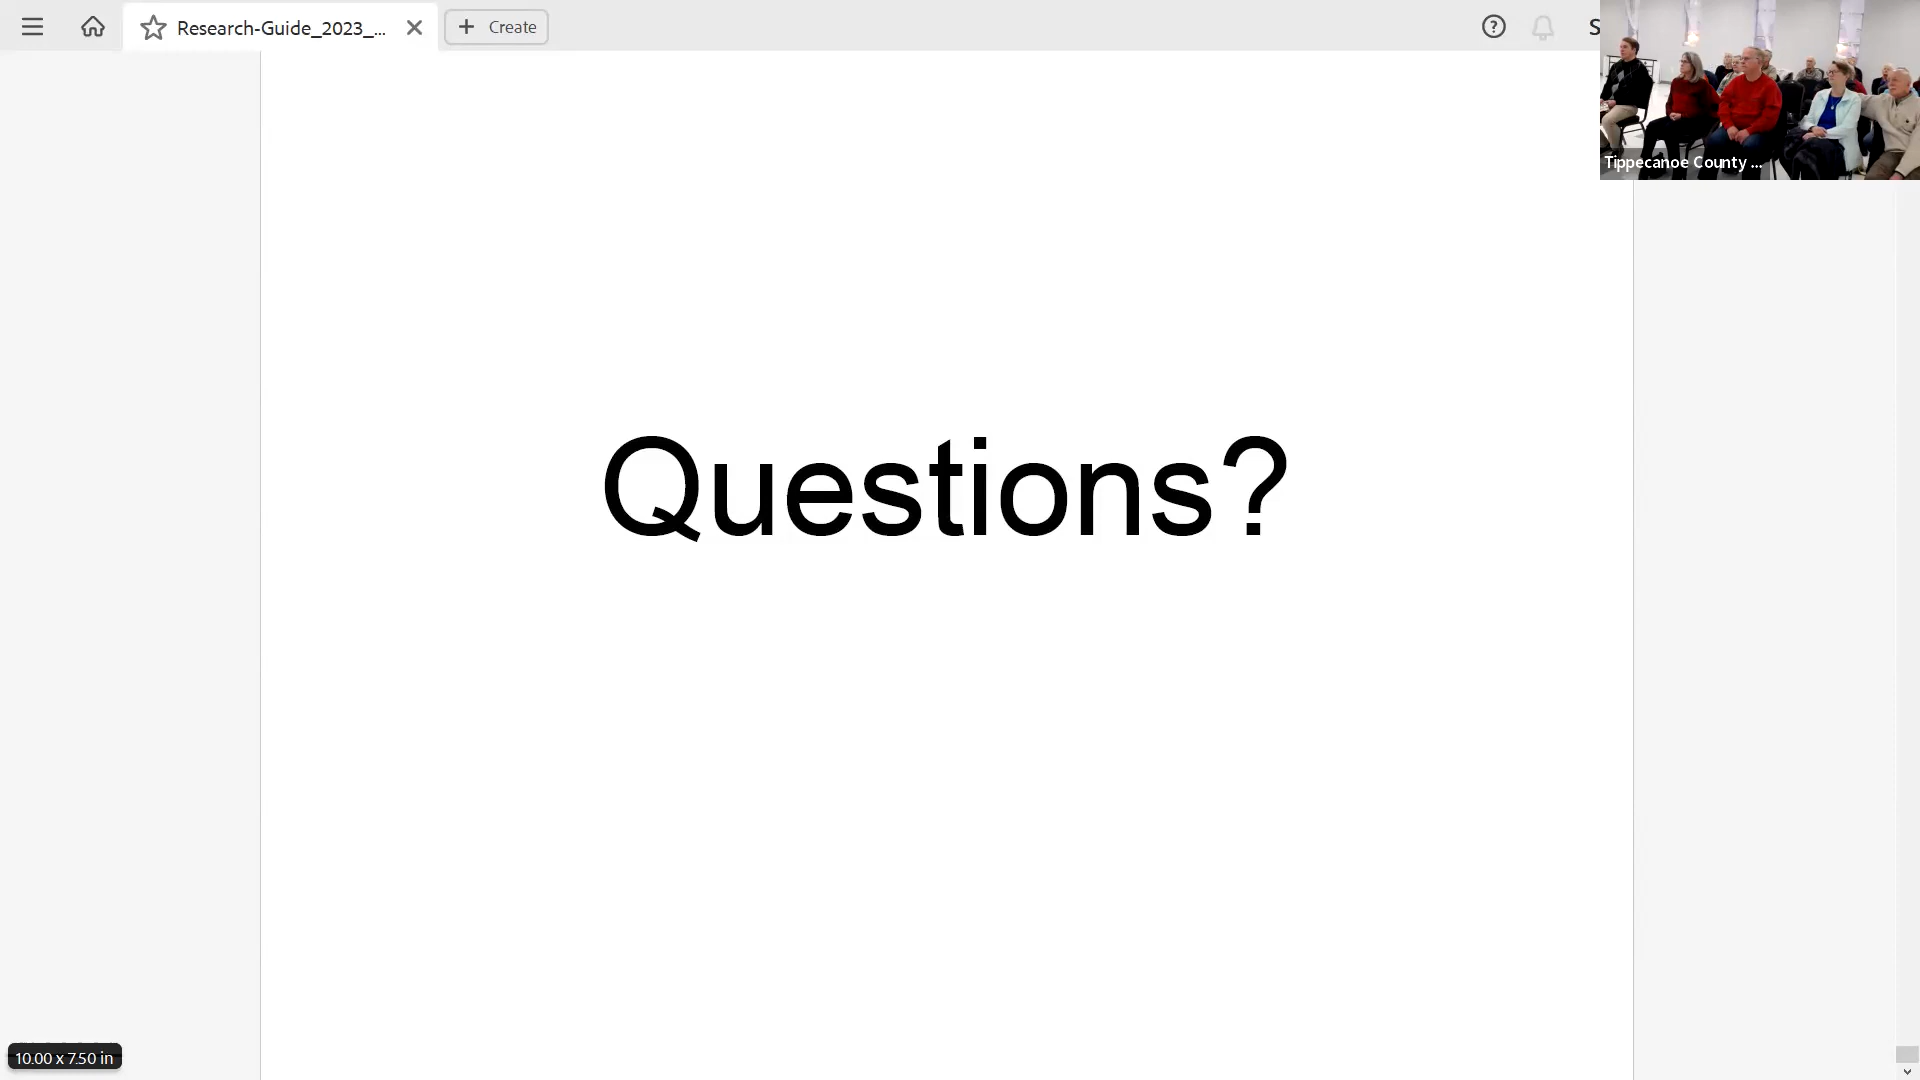 Research-Guide_2023_...
Create
S
Tippecanoe County ...
Questions?
10.00 x 7.50 in